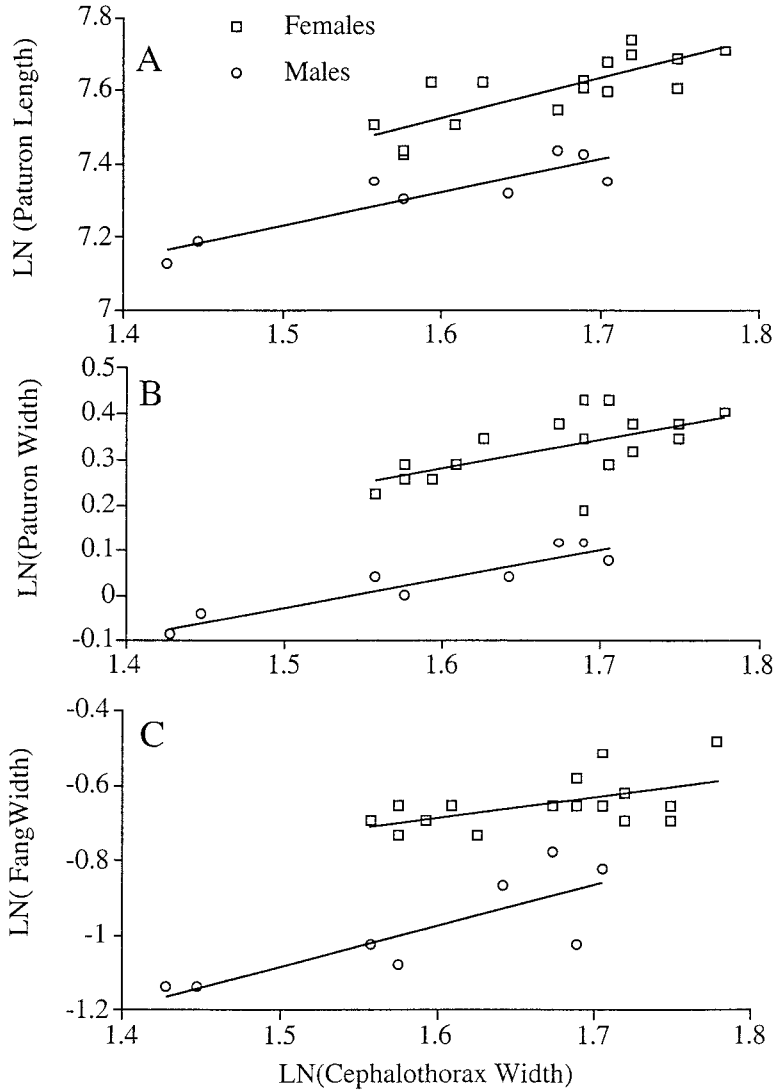 A
Females
Males
LN (Paturon Length)
7.8
7.6
7.4
7.2
7
1.4 1.5 1.6 1.7 1.8
B
LN(Paturon Width)
0.5
0.4
0.3
0.2
0.1
0
-0.1
1.4 1.5 1.6 1.7 1.8
C
LN( FangWidth)
-0.4
-0.6
-0.8
-1
-1.2
1.4 1.5 1.6 1.7 1.8
LN(Cephalothorax Width)